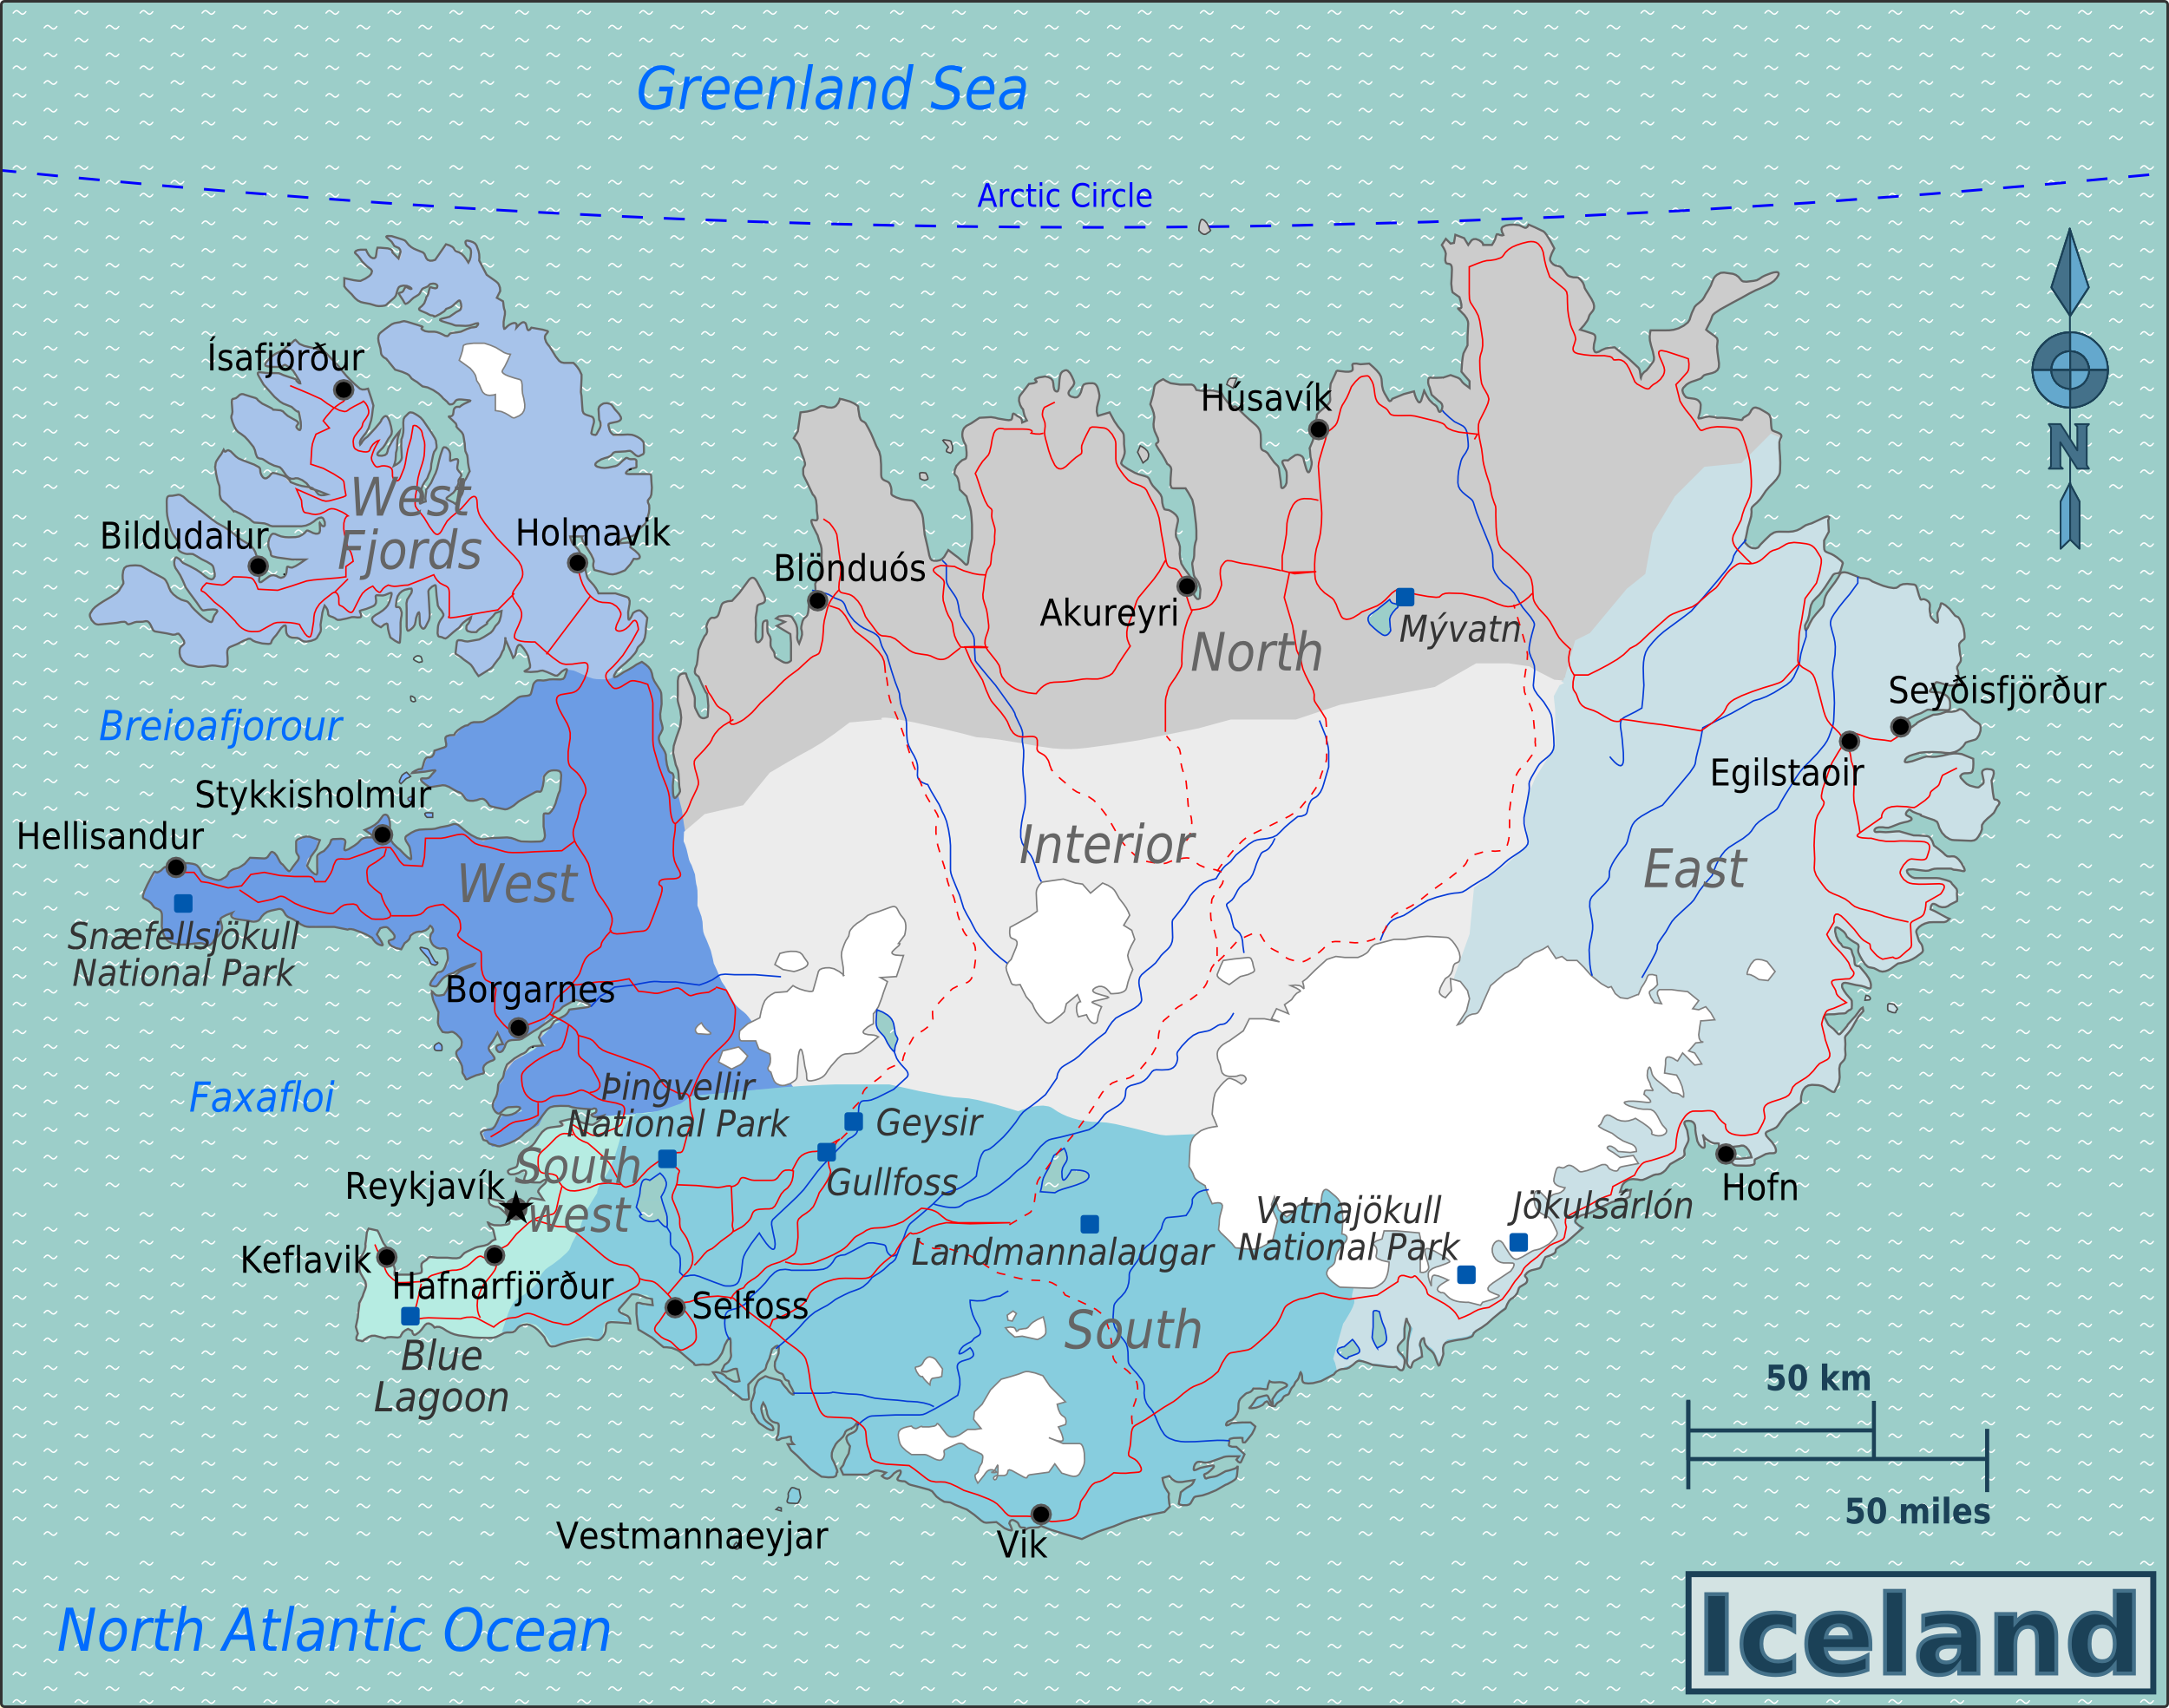 Greenland Sea
Arctic Circle
Ísafjörður
Húsavík
West
Fjords
Bildudalur
Holmavik
Blönduós
Akureyri
Mývatn
North
N
Seyðisfjörður
Breioafjorour
Egilstaoir
Stykkisholmur
Hellisandur
Interior
West
East
Snæfellsjökull
National Park
Borgarnes
Faxafloi
Þingvellir
National Park
Geysir
South
west
Gullfoss
Reykjavík
Hofn
Vatnajökull
National Park
Jökulsárlón
Keflavik
Landmannalaugar
Hafnarfjörður
Selfoss
South
Blue
Lagoon
50 km
50 miles
Vestmannaeyjar
Vik
North Atlantic Ocean
Iceland